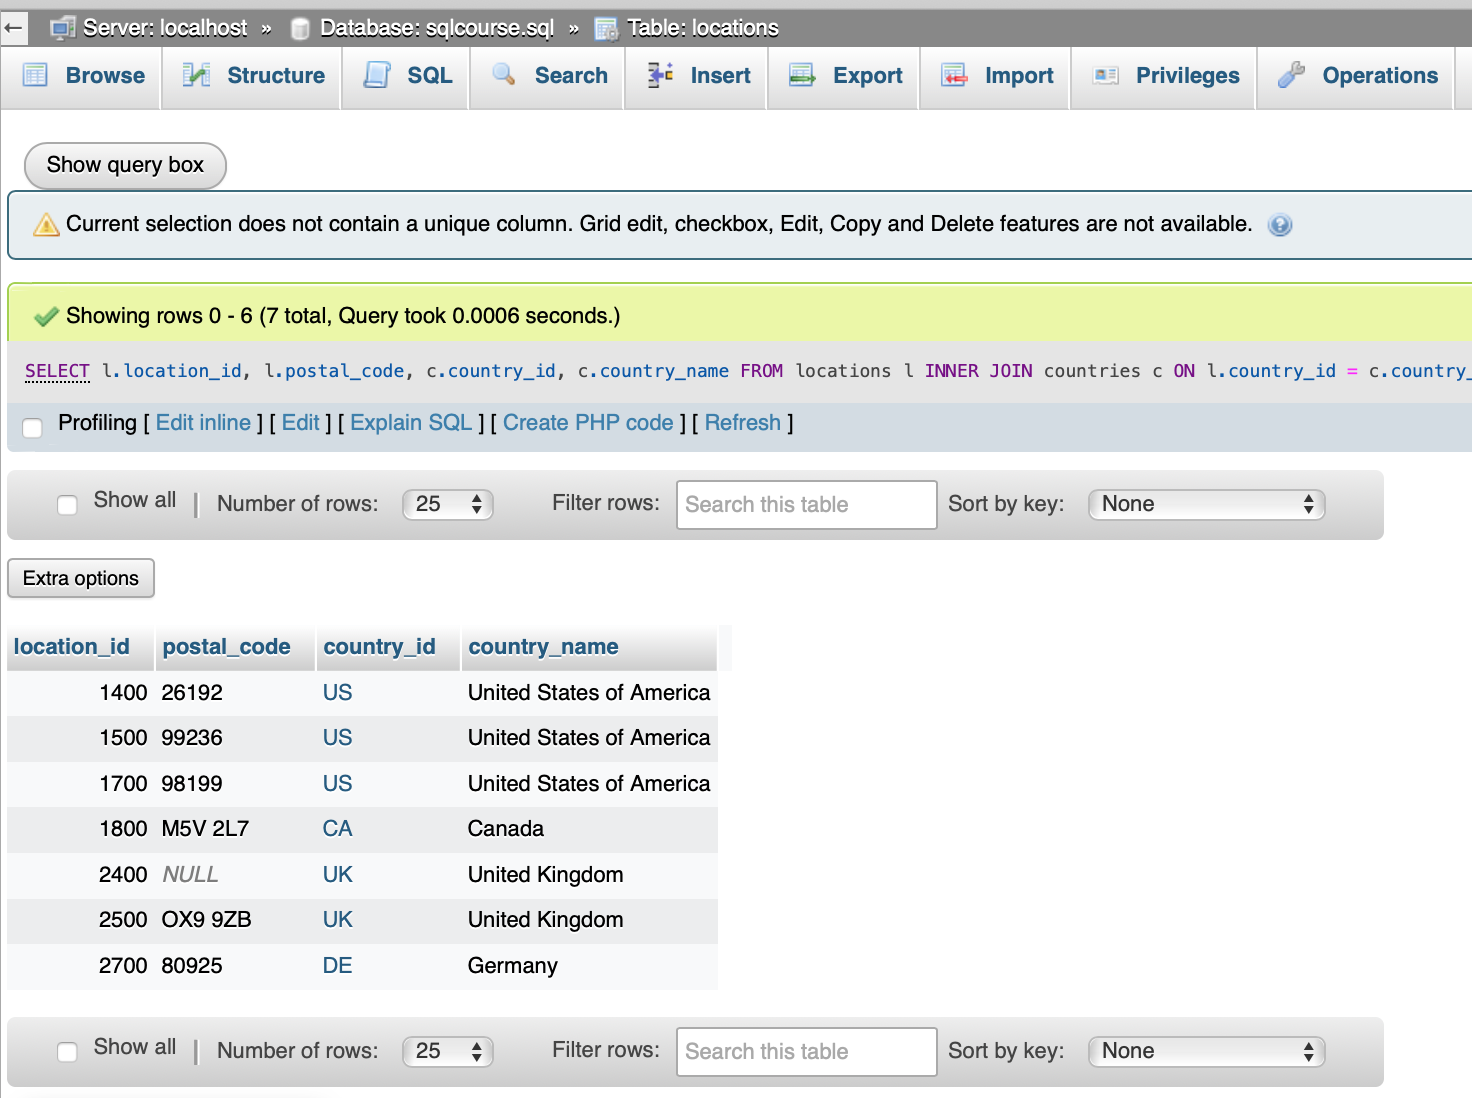 Server: localhost » Database: sqlcourse.sql » Table: locations
Browse Structure SQL Search Insert Export Import Privileges Operations
Show query box
Current selection does not contain a unique column. Grid edit, checkbox, Edit, Copy and Delete features are not available.
Showing rows 0 - 6 (7 total, Query took 0.0006 seconds.)
SELECT l.location_id, l.postal_code, c.country_id, c.country_name FROM locations l INNER JOIN countries c ON l.country_id = c.country_
Profiling [ Edit inline ] [ Edit ] [ Explain SQL ] [ Create PHP code ] [ Refresh ]
Show all | Number of rows: 25 Filter rows: Search this table Sort by key: None
Extra options
location_id postal_code country_id country_name
1400 26192 US United States of America
1500 99236 US United States of America
1700 98199 US United States of America
1800 M5V 2L7 CA Canada
2400 NULL UK United Kingdom
2500 OX9 9ZB UK United Kingdom
2700 80925 DE Germany
Show all | Number of rows: 25 Filter rows: Search this table Sort by key: None